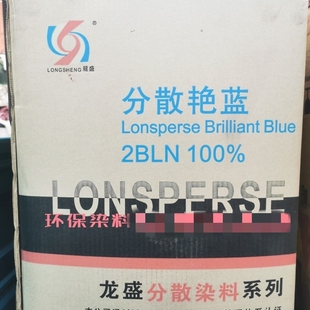 LONGSHENG 龍盛 ®
分散艳蓝
Lonsperse Brilliant Blue
2BLN 100%
LONSPERSE
环保染料
龙盛分散染料系列